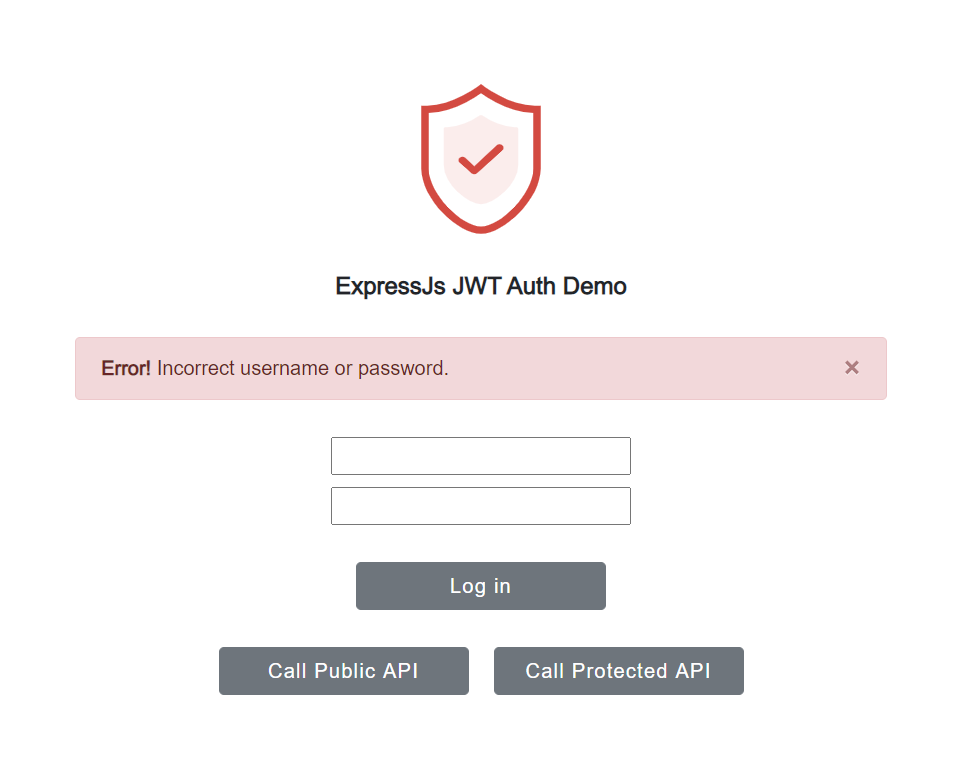 ExpressJs JWT Auth Demo
Error! Incorrect username or password. ×
Log in
Call Public API Call Protected API